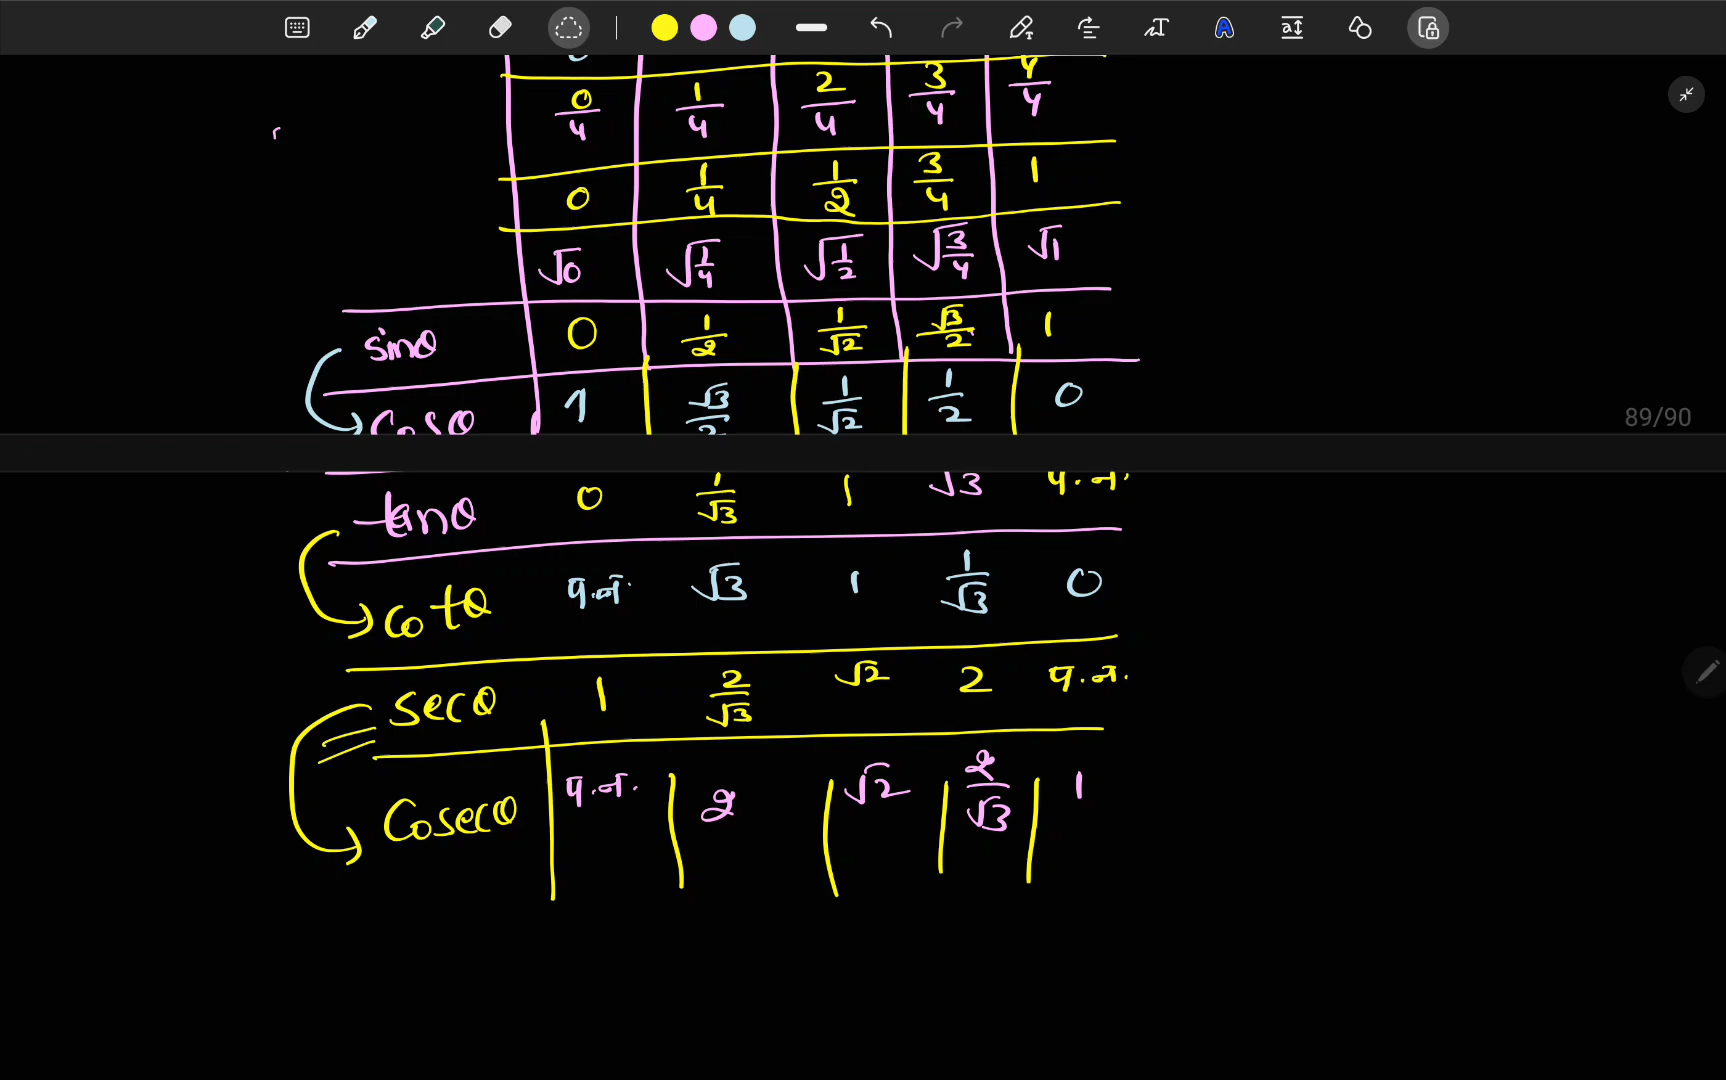 0/4 1/4 2/4 3/4 4/4
0 1/4 1/2 3/4 1
√0 √1/4 √1/2 √3/4 √1
sinθ 0 1/2 1/√2 √3/2 1
Cosθ 1 √3/2 1/√2 1/2 0
89/90
tanθ 0 1/√3 1 √3 प.न.
Cotθ प.न. √3 1 1/√3 0
Secθ 1 2/√3 √2 2 प.न.
Cosecθ प.न. 2 √2 2/√3 1